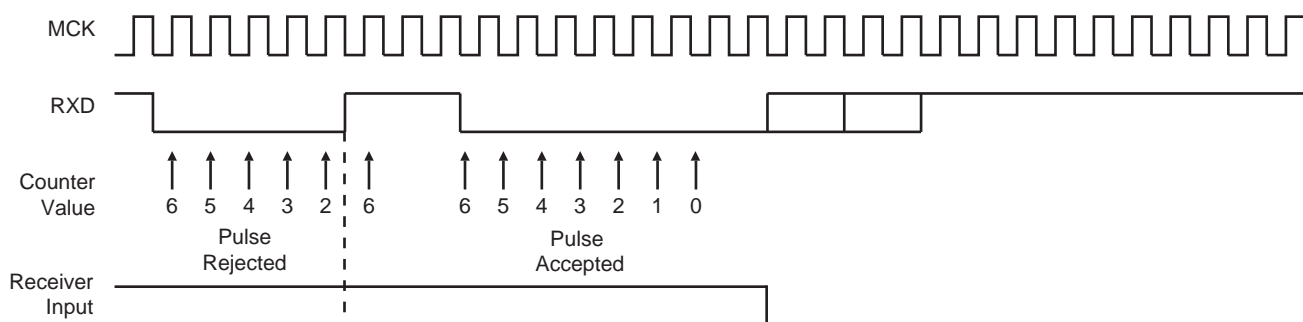 MCK
RXD
Counter
Value
6 5 4 3 2 6 6 5 4 3 2 1 0
Pulse
Rejected
Pulse
Accepted
Receiver
Input